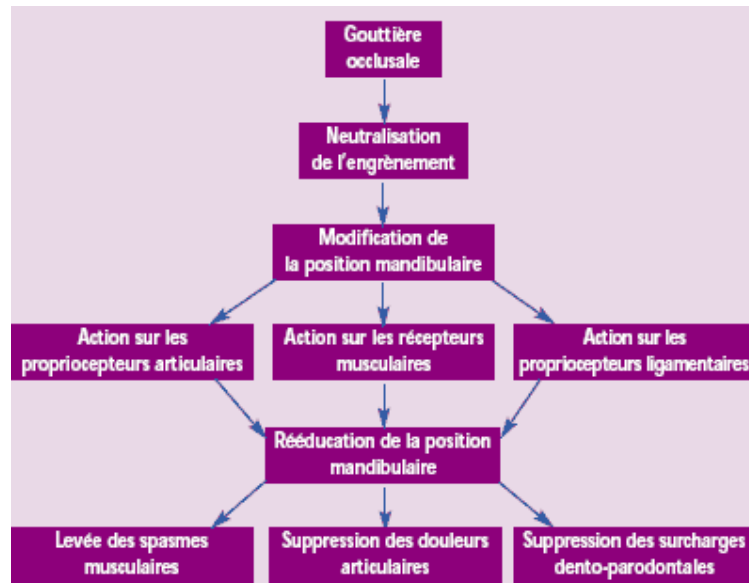 Gouttière
occlusale
Neutralisation
de l'engrènement
Modification de
la position mandibulaire
Action sur les
propriocepteurs articulaires
Action sur les récepteurs
musculaires
Action sur les
propriocepteurs ligamentaires
Rééducation de la position
mandibulaire
Levée des spasmes
musculaires
Suppression des douleurs
articulaires
Suppression des surcharges
dento-parodontales